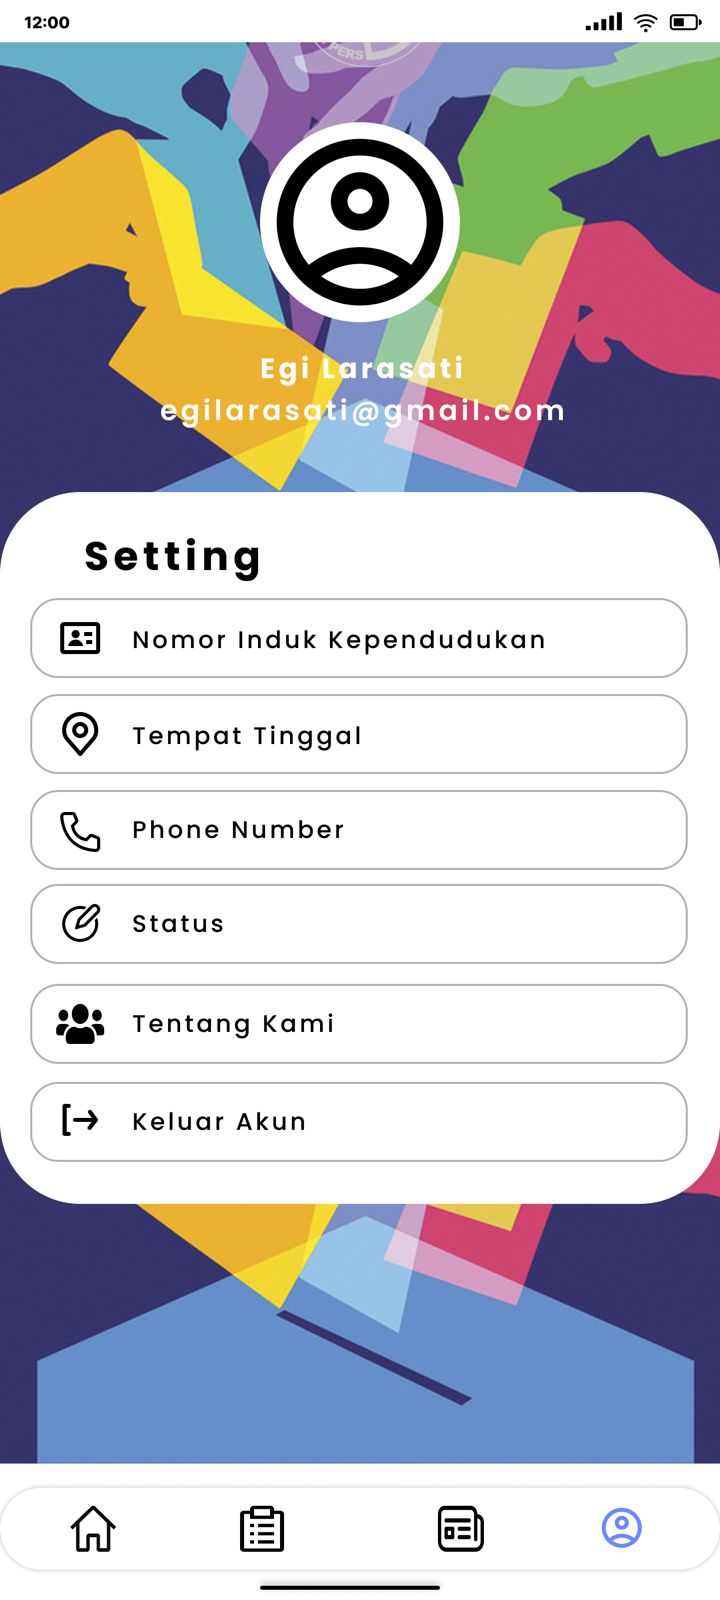 12:00
PERS
Egi Larasati
egilarasati@gmail.com
Setting
Nomor Induk Kependudukan
Tempat Tinggal
Phone Number
Status
Tentang Kami
Keluar Akun